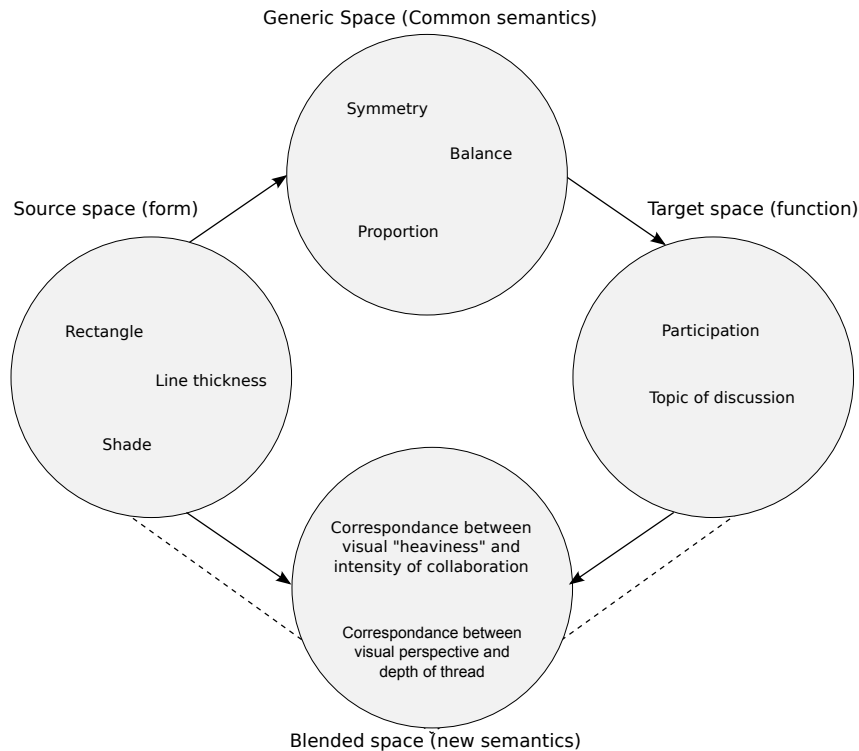 Generic Space (Common semantics)
Symmetry
Balance
Proportion
Source space (form)
Rectangle
Line thickness
Shade
Target space (function)
Participation
Topic of discussion
Correspondance between
visual "heaviness" and
intensity of collaboration
Correspondance between
visual perspective and
depth of thread
Blended space (new semantics)